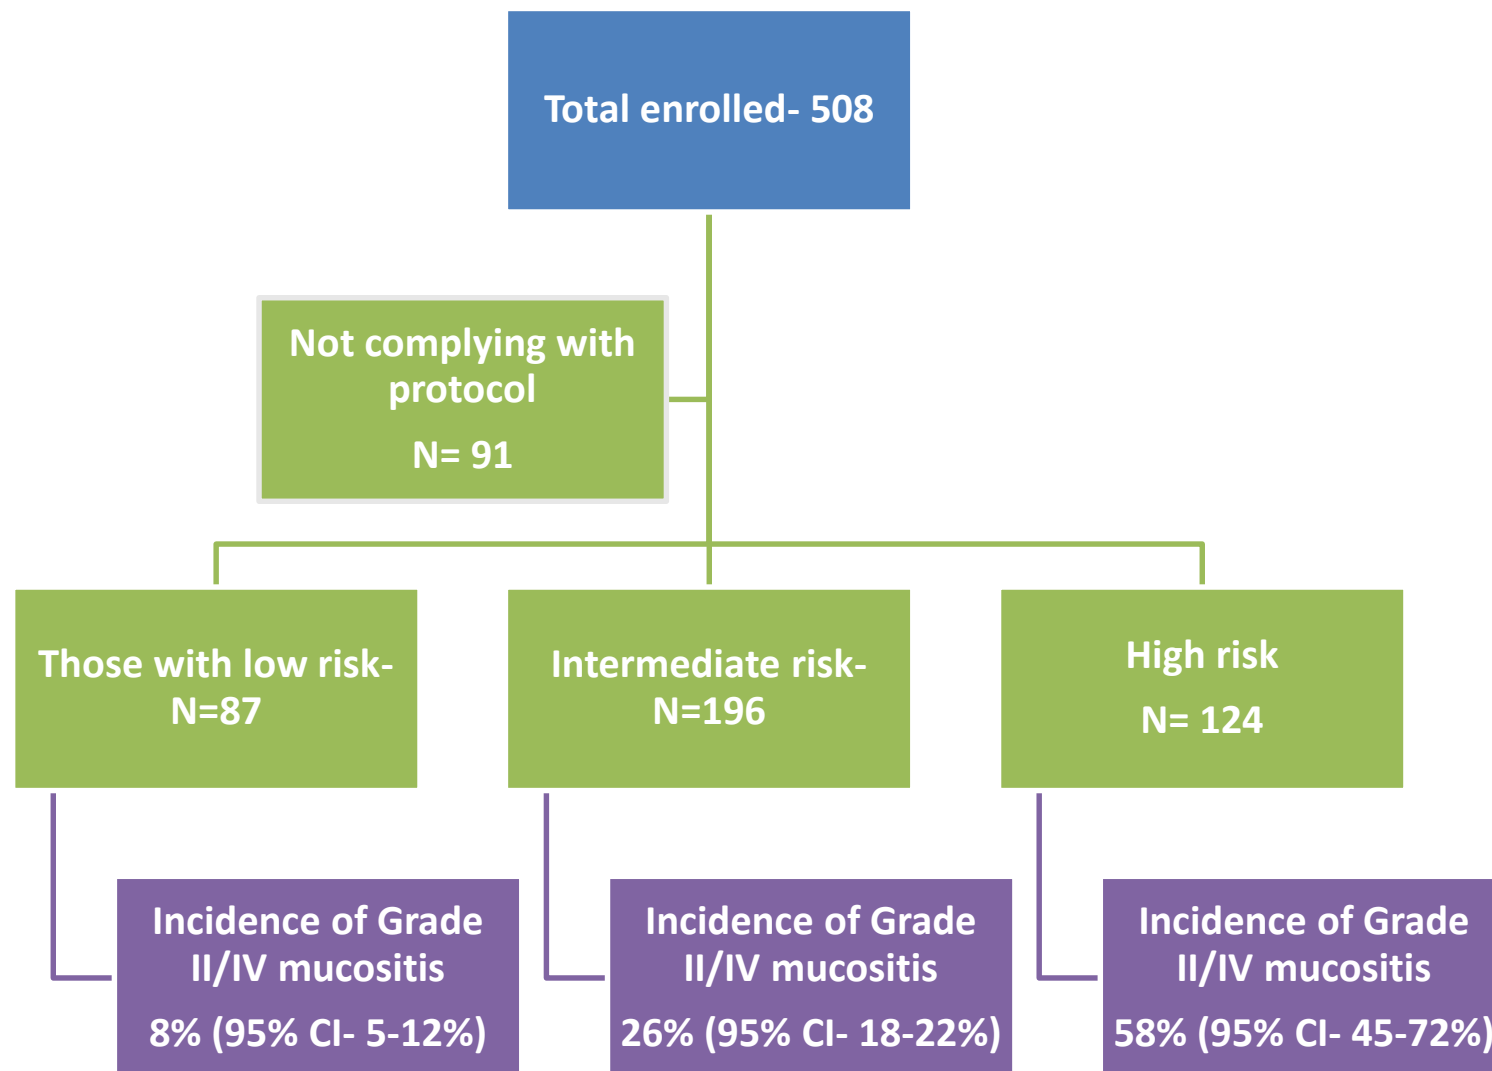 Total enrolled- 508
Not complying with
protocol
N= 91
Those with low risk-
N=87
Intermediate risk-
N=196
High risk
N= 124
Incidence of Grade
II/IV mucositis
8% (95% CI- 5-12%)
Incidence of Grade
II/IV mucositis
26% (95% CI- 18-22%)
Incidence of Grade
II/IV mucositis
58% (95% CI- 45-72%)